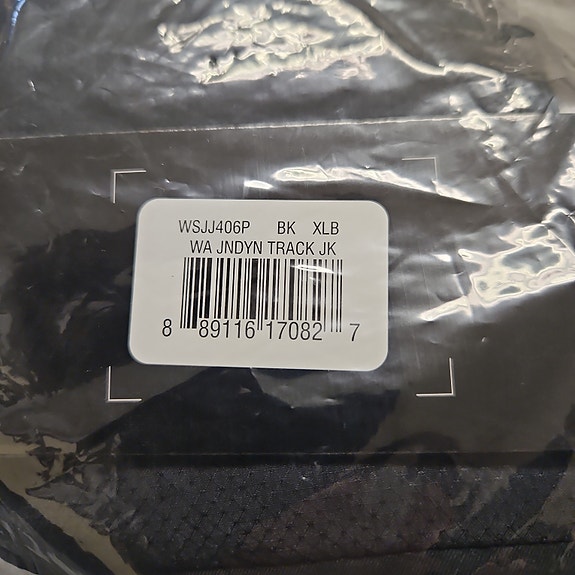 WSJJ406P BK XLB
WA JNDYN TRACK JK
8 89116 17082 7